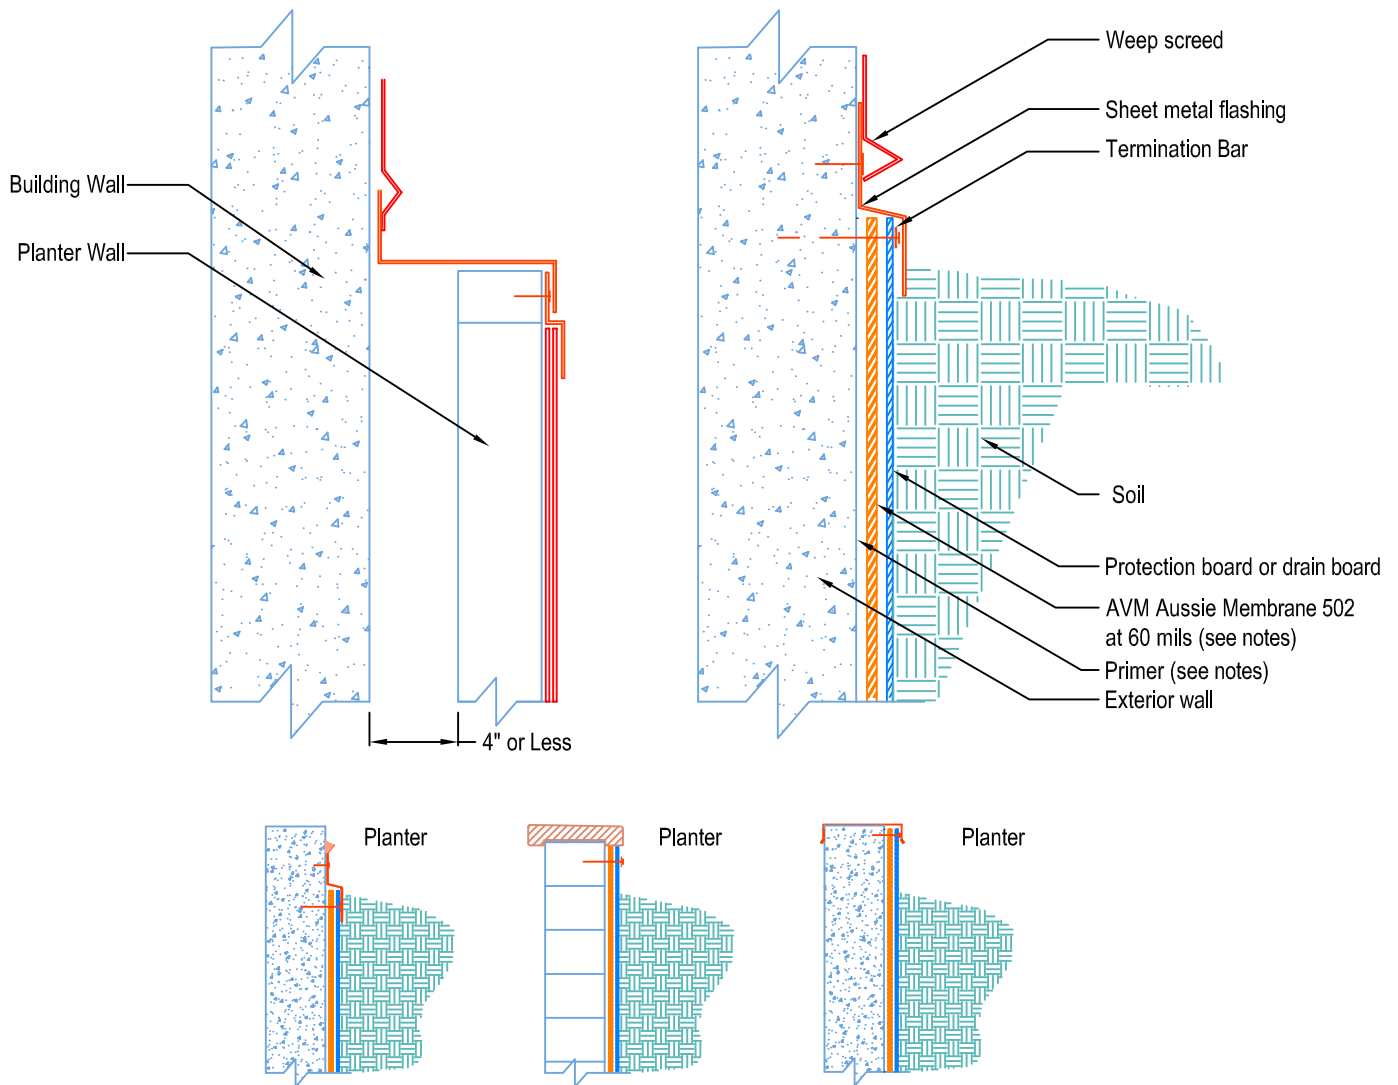 Building Wall
Planter Wall
4" or Less
Weep screed
Sheet metal flashing
Termination Bar
Soil
Protection board or drain board
AVM Aussie Membrane 502
at 60 mils (see notes)
Primer (see notes)
Exterior wall
Planter
Planter
Planter